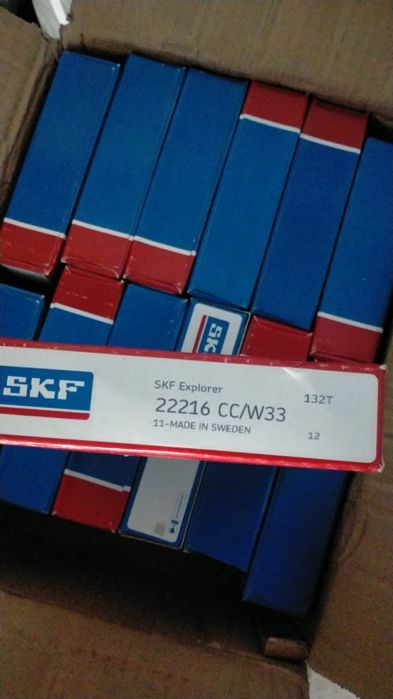 SKF
SKF
SKF Explorer
132T
22216 CC/W33
11-MADE IN SWEDEN
12